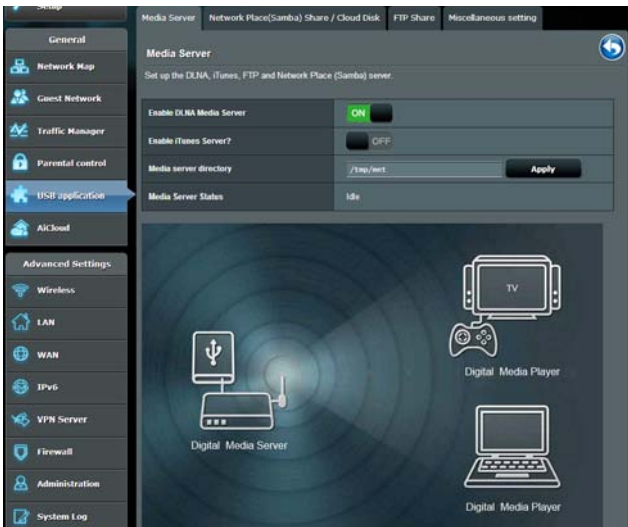 Setup
General
Network Map
Guest Network
Traffic Manager
Parental control
USB application
AiCloud
Advanced Settings
Wireless
LAN
WAN
IPv6
VPN Server
Firewall
Administration
System Log
Media Server
Network Place(Samba) Share / Cloud Disk
FTP Share
Miscellaneous setting
Media Server
Set up the DLNA, iTunes, FTP and Network Place (Samba) server.
Enable DLNA Media Server
ON
Enable iTunes Server?
OFF
Media server directory
/tmp/mnt
Apply
Media Server Status
Idle
TV
Digital Media Player
Digital Media Server
Digital Media Player